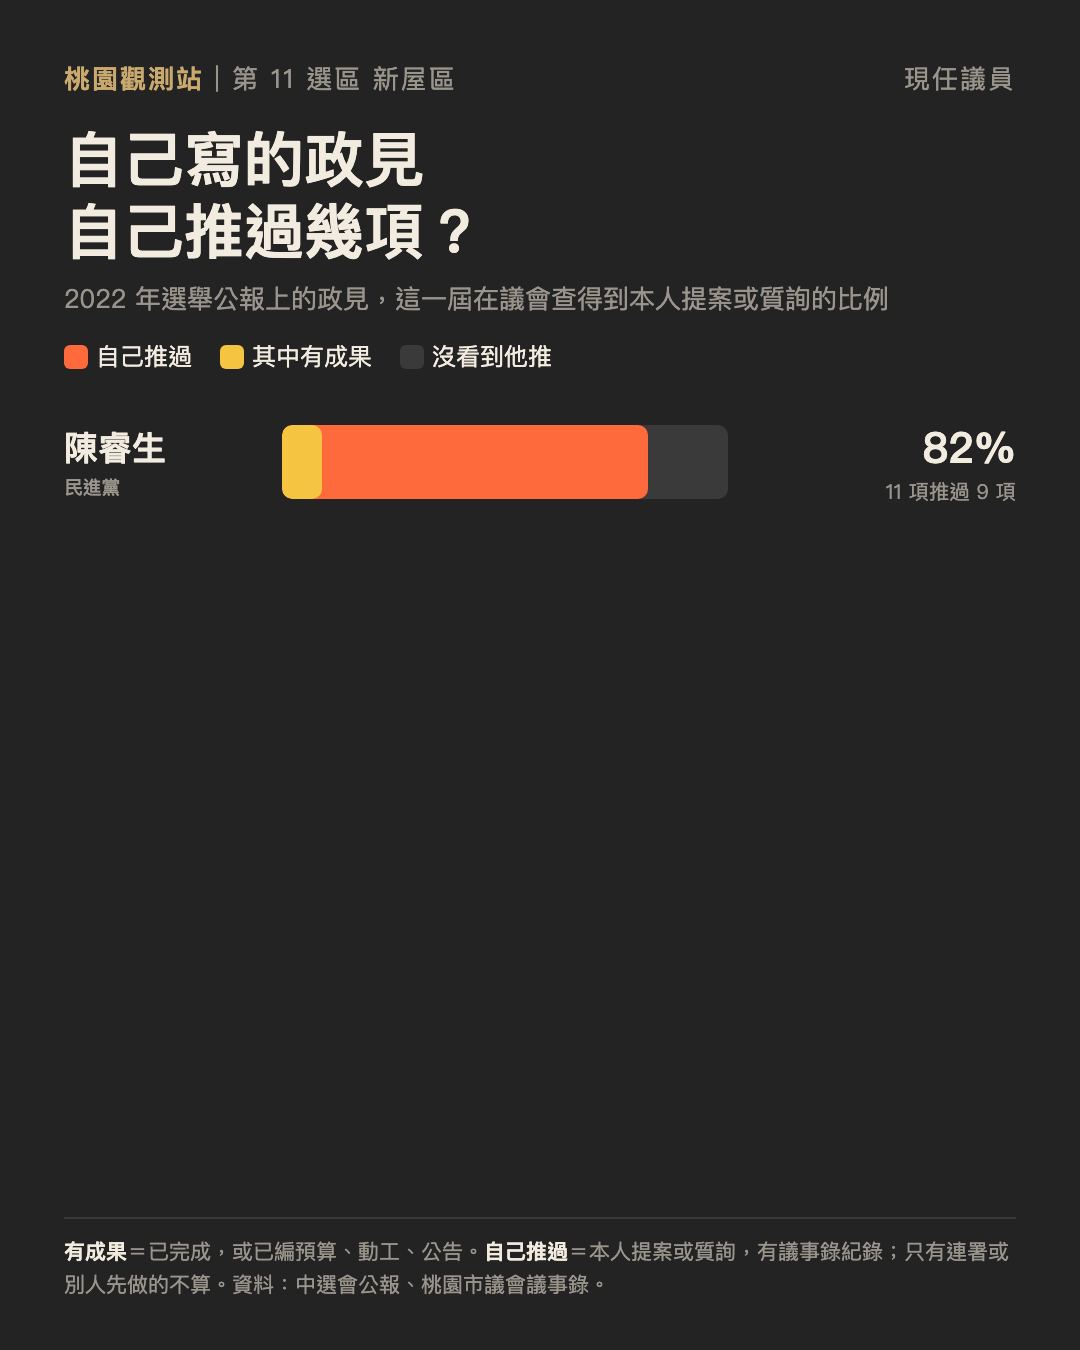 桃園觀測站｜第 11 選區 新屋區
現任議員
自己寫的政見
自己推過幾項？
2022 年選舉公報上的政見，這一屆在議會查得到本人提案或質詢的比例
自己推過 其中有成果 沒看到他推
陳睿生
民進黨
82%
11 項推過 9 項
有成果＝已完成，或已編預算、動工、公告。自己推過＝本人提案或質詢，有議事錄紀錄；只有連署或
別人先做的不算。資料：中選會公報、桃園市議會議事錄。